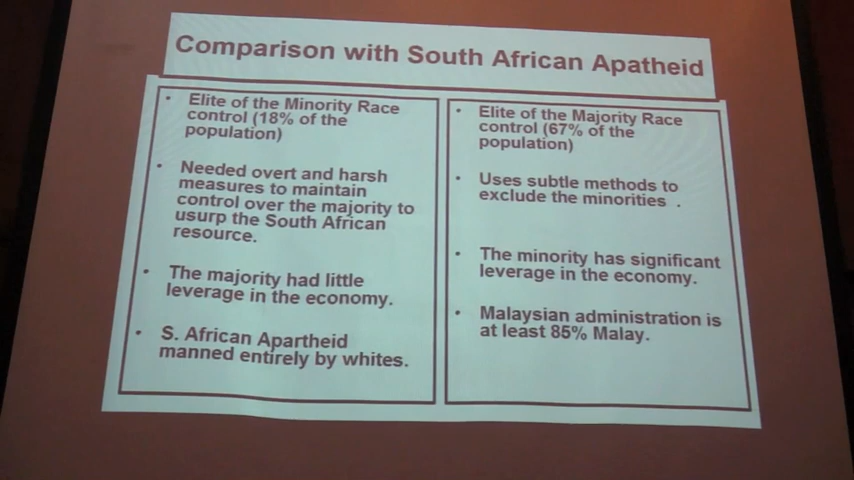 Comparison with South African Apatheid
• Elite of the Minority Race
control (18% of the
population)
• Needed overt and harsh
measures to maintain
control over the majority to
usurp the South African
resource.
• The majority had little
leverage in the economy.
• S. African Apartheid
manned entirely by whites.
• Elite of the Majority Race
control (67% of the
population)
• Uses subtle methods to
exclude the minorities .
• The minority has significant
leverage in the economy.
• Malaysian administration is
at least 85% Malay.